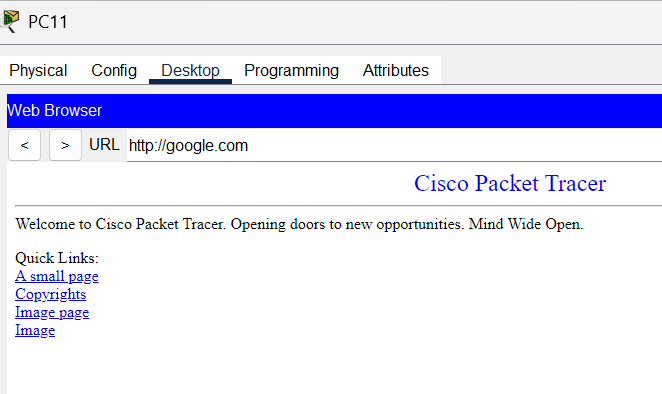 PC11
Physical Config Desktop Programming Attributes
Web Browser
< > URL http://google.com
Cisco Packet Tracer
Welcome to Cisco Packet Tracer. Opening doors to new opportunities. Mind Wide Open.
Quick Links:
A small page
Copyrights
Image page
Image